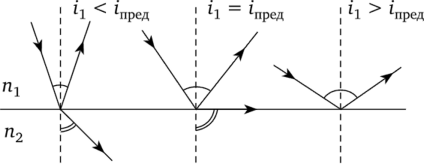 i₁ < iпред i₁ = iпред i₁ > iпред
n₁
n₂